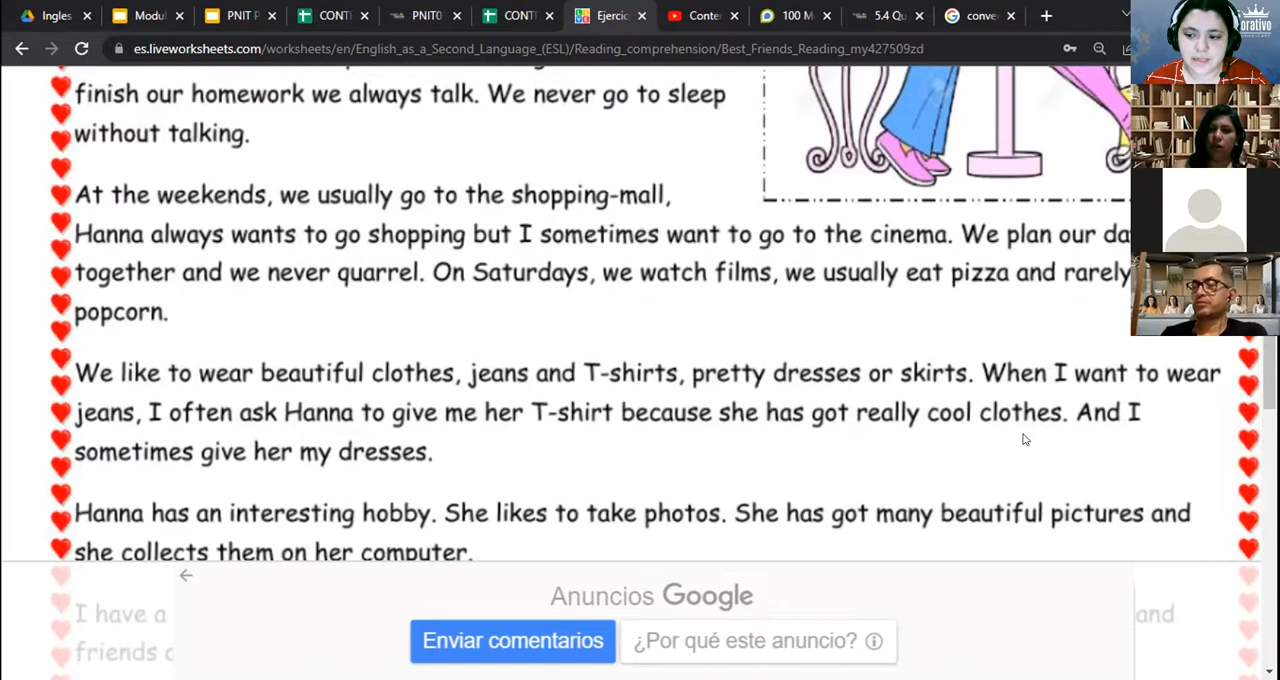 Ingles
Modul
PNIT P
CONTI
PNIT07
CONT
Ejercic
Conte
100 M
5.4 Qu
conve
es.liveworksheets.com/worksheets/en/English_as_a_Second_Language_(ESL)/Reading_comprehension/Best_Friends_Reading_my427509zd
orativo
finish our homework we always talk. We never go to sleep
without talking.
At the weekends, we usually go to the shopping-mall,
Hanna always wants to go shopping but I sometimes want to go to the cinema. We plan our da
together and we never quarrel. On Saturdays, we watch films, we usually eat pizza and rarely
popcorn.
We like to wear beautiful clothes, jeans and T-shirts, pretty dresses or skirts. When I want to wear
jeans, I often ask Hanna to give me her T-shirt because she has got really cool clothes. And I
sometimes give her my dresses.
Hanna has an interesting hobby. She likes to take photos. She has got many beautiful pictures and
she collects them on her computer.
I have a and
friends
Anuncios Google
Enviar comentarios
¿Por qué este anuncio?